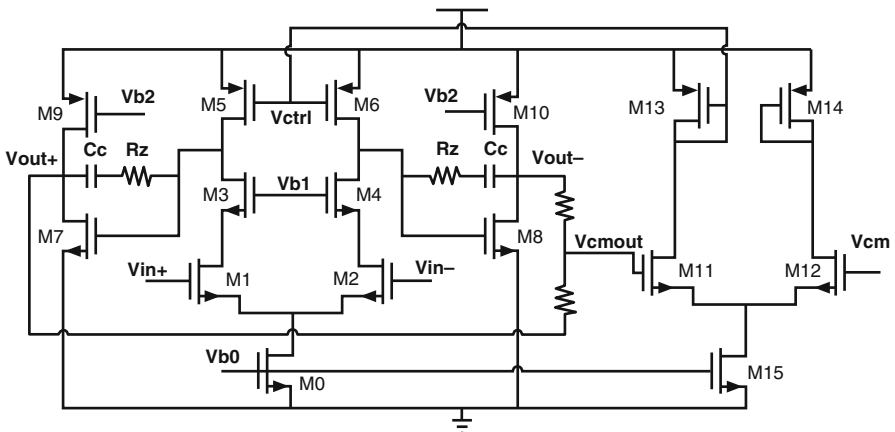 M9
Vb2
M5
M6
Vctrl
Vb2
M10
M13
M14
Vout+
Cc
Rz
Rz
Cc
Vout–
M3
Vb1
M4
M7
M8
Vcmout
Vin+
M1
M2
Vin–
M11
M12
Vcm
Vb0
M0
M15